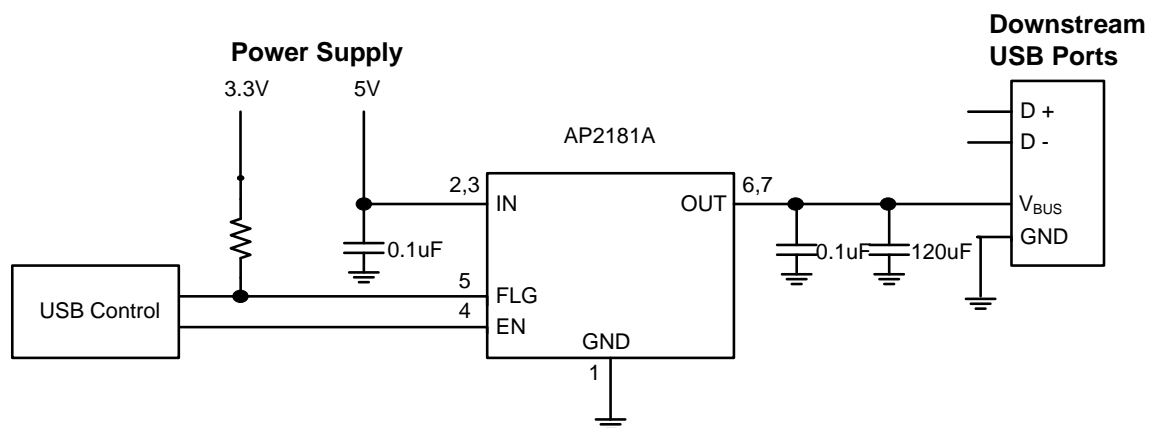 Downstream
USB Ports
Power Supply
3.3V
5V
D +
D -
AP2181A
2,3
IN
OUT
6,7
V_BUS
GND
0.1uF
0.1uF
120uF
USB Control
5
FLG
4
EN
GND
1